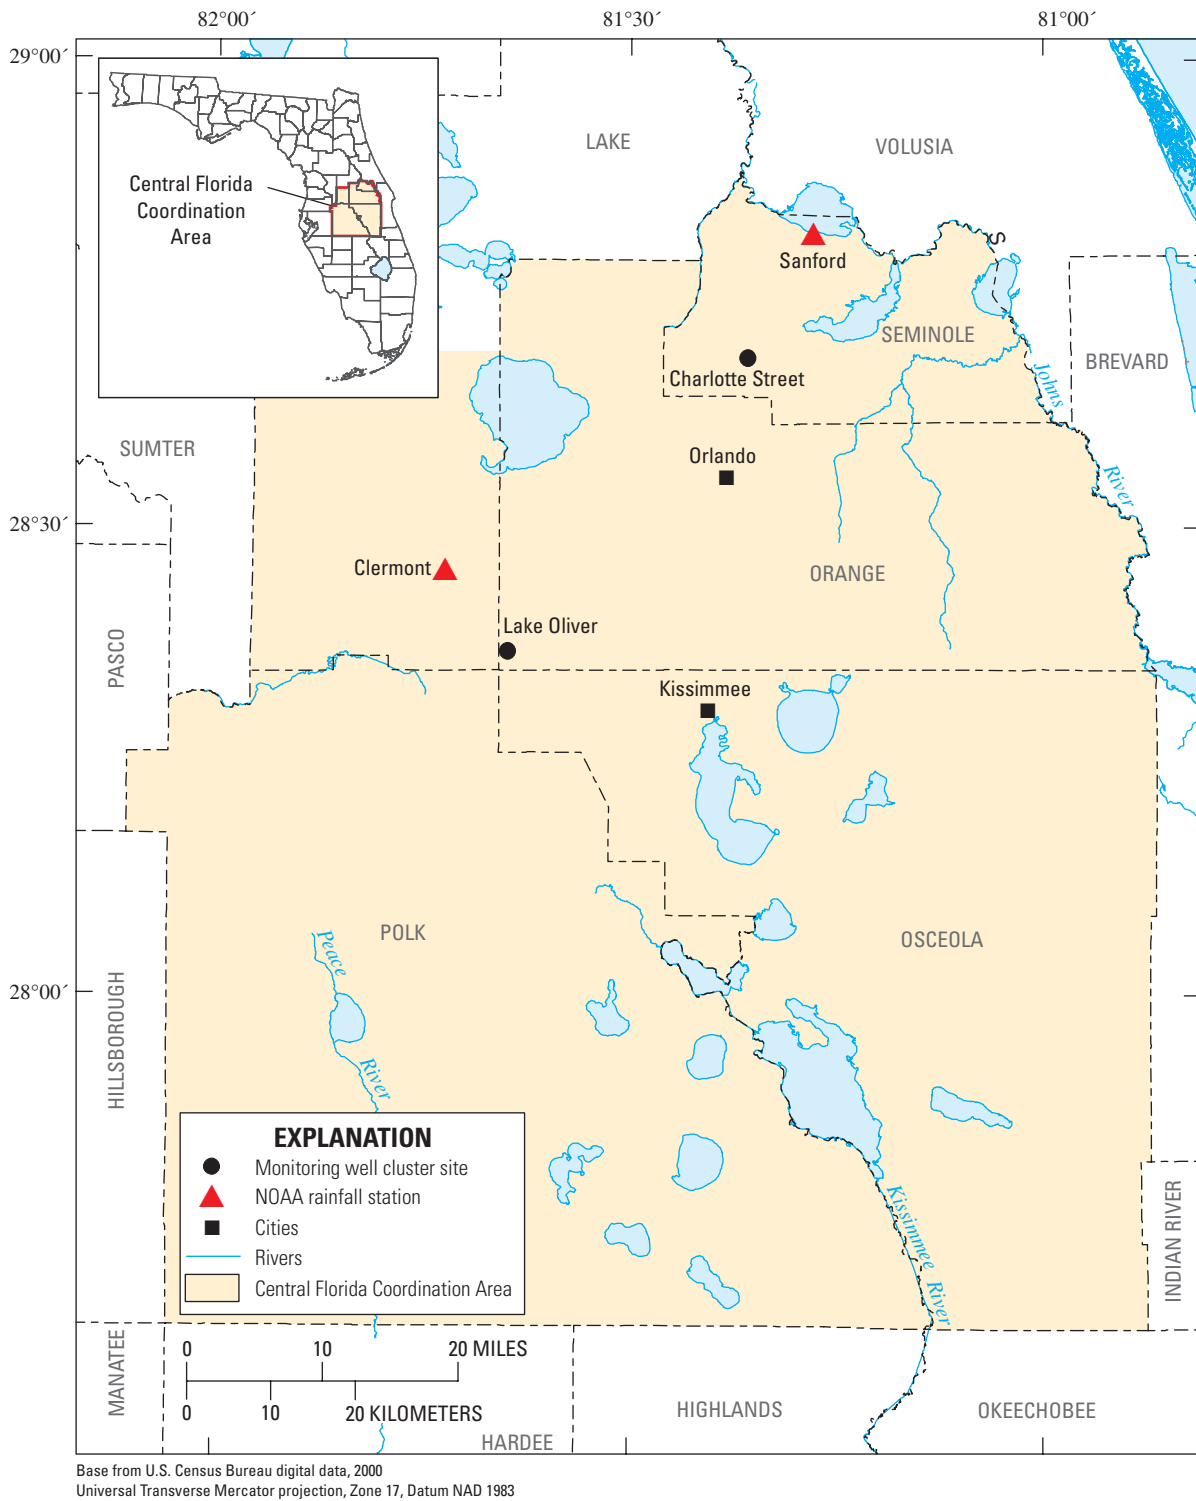 82°00´
81°30´
81°00´
29°00´
28°30´
28°00´
Central Florida
Coordination
Area
LAKE
VOLUSIA
Sanford
S
SEMINOLE
Charlotte Street
BREVARD
Johns
River
SUMTER
Orlando
Clermont
ORANGE
Lake Oliver
PASCO
Kissimmee
POLK
OSCEOLA
Peace
River
HILLSBOROUGH
Kissimmee River
INDIAN RIVER
EXPLANATION
Monitoring well cluster site
NOAA rainfall station
Cities
Rivers
Central Florida Coordination Area
MANATEE
0 10 20 MILES
0 10 20 KILOMETERS
HARDEE
HIGHLANDS
OKEECHOBEE
Base from U.S. Census Bureau digital data, 2000
Universal Transverse Mercator projection, Zone 17, Datum NAD 1983